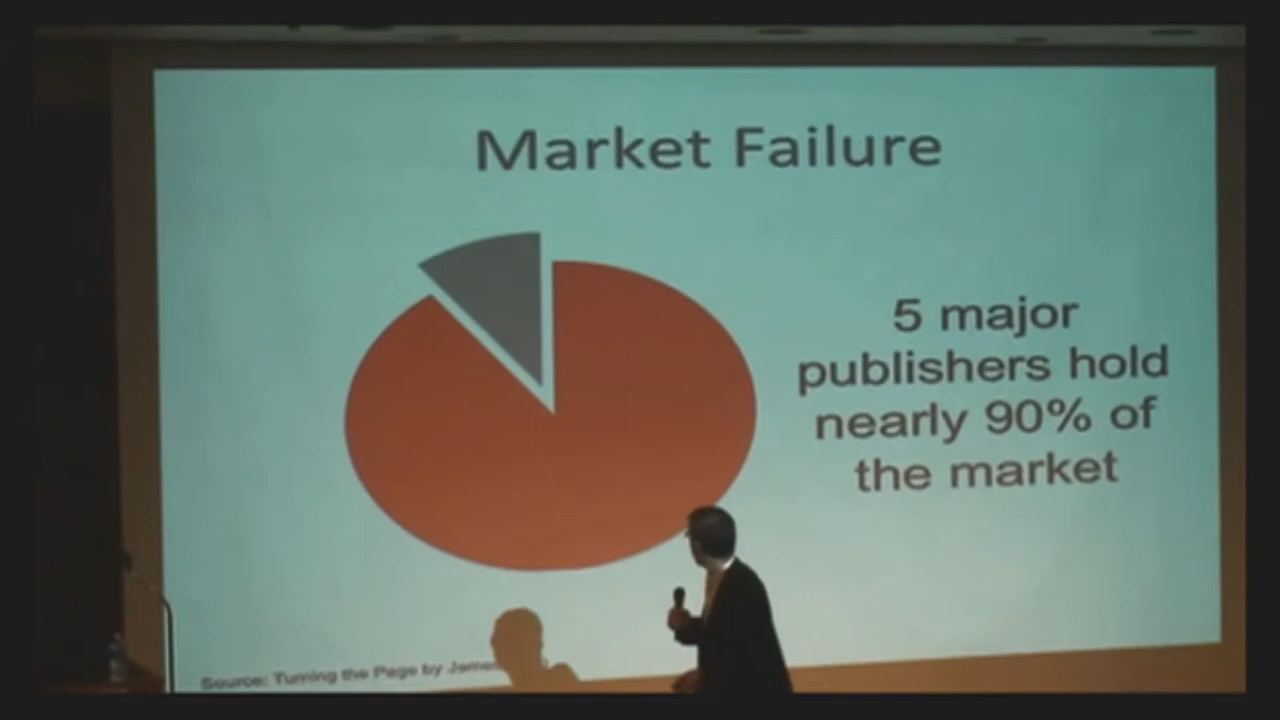 Market Failure
5 major
publishers hold
nearly 90% of
the market
Source: Turning the Page by